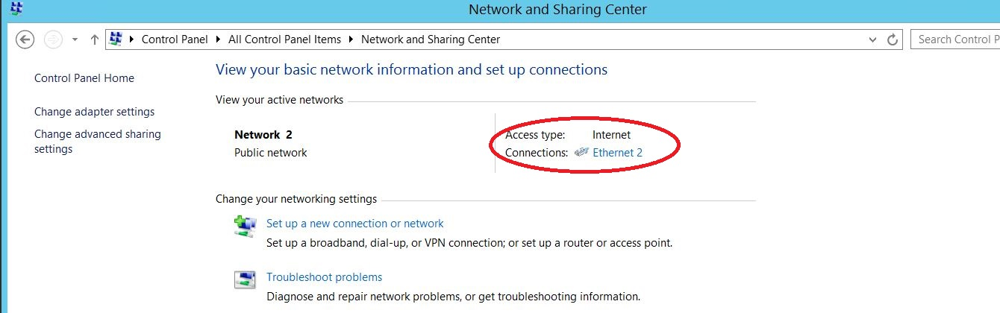 Network and Sharing Center
Control Panel All Control Panel Items Network and Sharing Center
Search Control P
Control Panel Home
Change adapter settings
Change advanced sharing
settings
View your basic network information and set up connections
View your active networks
Network 2
Public network
Access type: Internet
Connections: Ethernet 2
Change your networking settings
Set up a new connection or network
Set up a broadband, dial-up, or VPN connection; or set up a router or access point.
Troubleshoot problems
Diagnose and repair network problems, or get troubleshooting information.